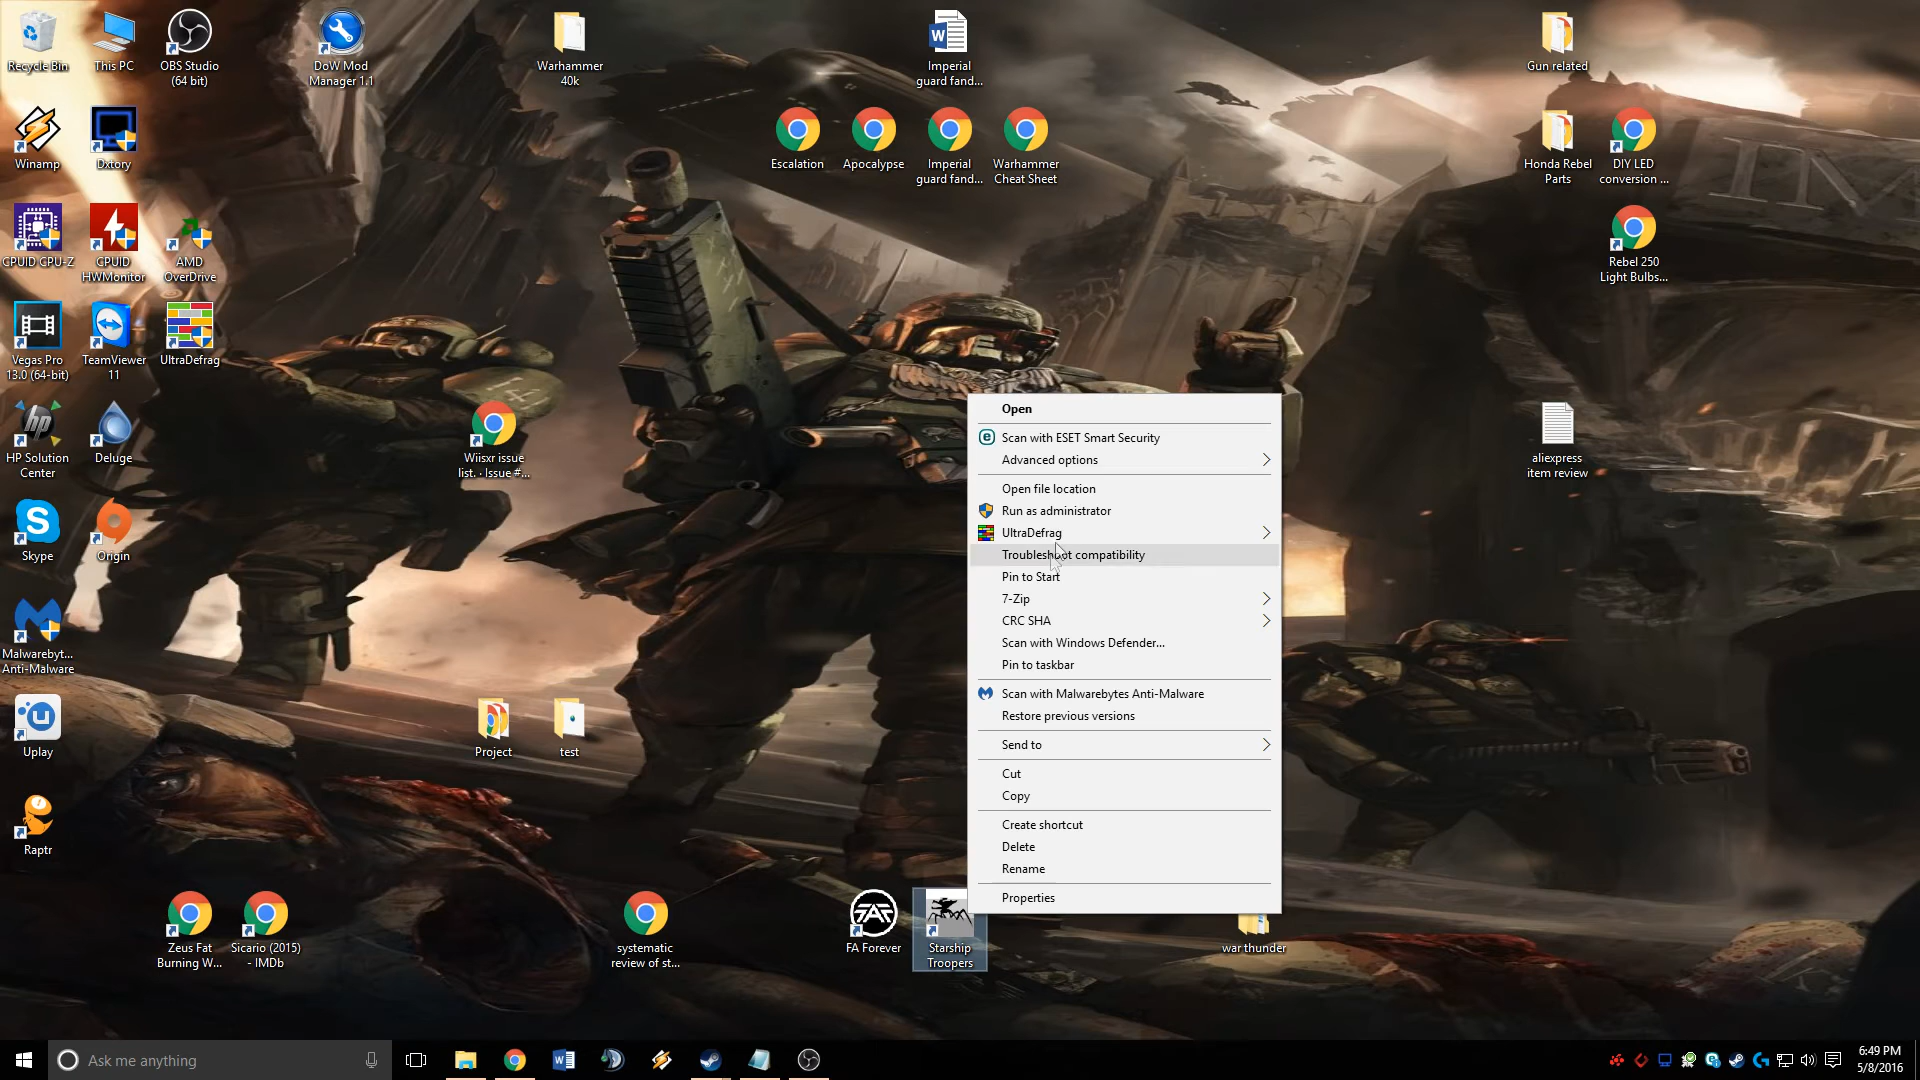 Recycle Bin
This PC
OBS Studio
(64 bit)
DoW Mod
Manager 1.1
Warhammer
40k
Imperial
guard fand...
Gun related
Winamp
Dxtory
Escalation
Apocalypse
Imperial
guard fand...
Warhammer
Cheat Sheet
Honda Rebel
Parts
DIY LED
conversion ...
CPUID CPU-Z
CPUID
HWMonitor
AMD
OverDrive
Rebel 250
Light Bulbs...
Vegas Pro
13.0 (64-bit)
TeamViewer
11
UltraDefrag
HP Solution
Center
Deluge
Wiisxr issue
list. · Issue #...
aliexpress
item review
Skype
Origin
Malwarebyt...
Anti-Malware
Uplay
Project
test
Raptr
Zeus Fat
Burning W...
Sicario (2015)
- IMDb
systematic
review of st...
FA Forever
Starship
Troopers
war thunder
Open
Scan with ESET Smart Security
Advanced options
Open file location
Run as administrator
UltraDefrag
Troubleshoot compatibility
Pin to Start
7-Zip
CRC SHA
Scan with Windows Defender...
Pin to taskbar
Scan with Malwarebytes Anti-Malware
Restore previous versions
Send to
Cut
Copy
Create shortcut
Delete
Rename
Properties
Ask me anything
6:49 PM
5/8/2016